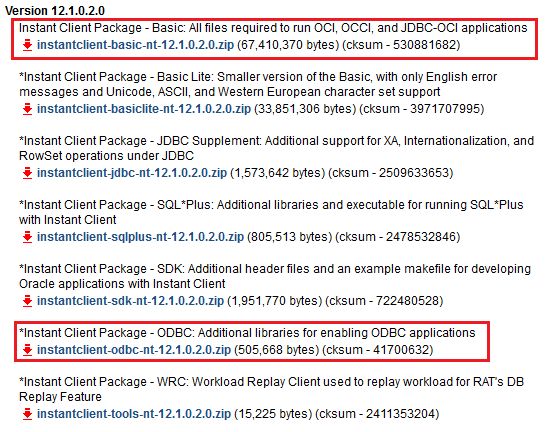 Version 12.1.0.2.0
Instant Client Package - Basic: All files required to run OCI, OCCI, and JDBC-OCI applications
instantclient-basic-nt-12.1.0.2.0.zip (67,410,370 bytes) (cksum - 530881682)
*Instant Client Package - Basic Lite: Smaller version of the Basic, with only English error
messages and Unicode, ASCII, and Western European character set support
instantclient-basiclite-nt-12.1.0.2.0.zip (33,851,306 bytes) (cksum - 3971707995)
*Instant Client Package - JDBC Supplement: Additional support for XA, Internationalization, and
RowSet operations under JDBC
instantclient-jdbc-nt-12.1.0.2.0.zip (1,573,642 bytes) (cksum - 2509633653)
*Instant Client Package - SQL*Plus: Additional libraries and executable for running SQL*Plus
with Instant Client
instantclient-sqlplus-nt-12.1.0.2.0.zip (805,513 bytes) (cksum - 2478532846)
*Instant Client Package - SDK: Additional header files and an example makefile for developing
Oracle applications with Instant Client
instantclient-sdk-nt-12.1.0.2.0.zip (1,951,770 bytes) (cksum - 722480528)
*Instant Client Package - ODBC: Additional libraries for enabling ODBC applications
instantclient-odbc-nt-12.1.0.2.0.zip (505,668 bytes) (cksum - 41700632)
*Instant Client Package - WRC: Workload Replay Client used to replay workload for RAT's DB
Replay Feature
instantclient-tools-nt-12.1.0.2.0.zip (15,225 bytes) (cksum - 2411353204)